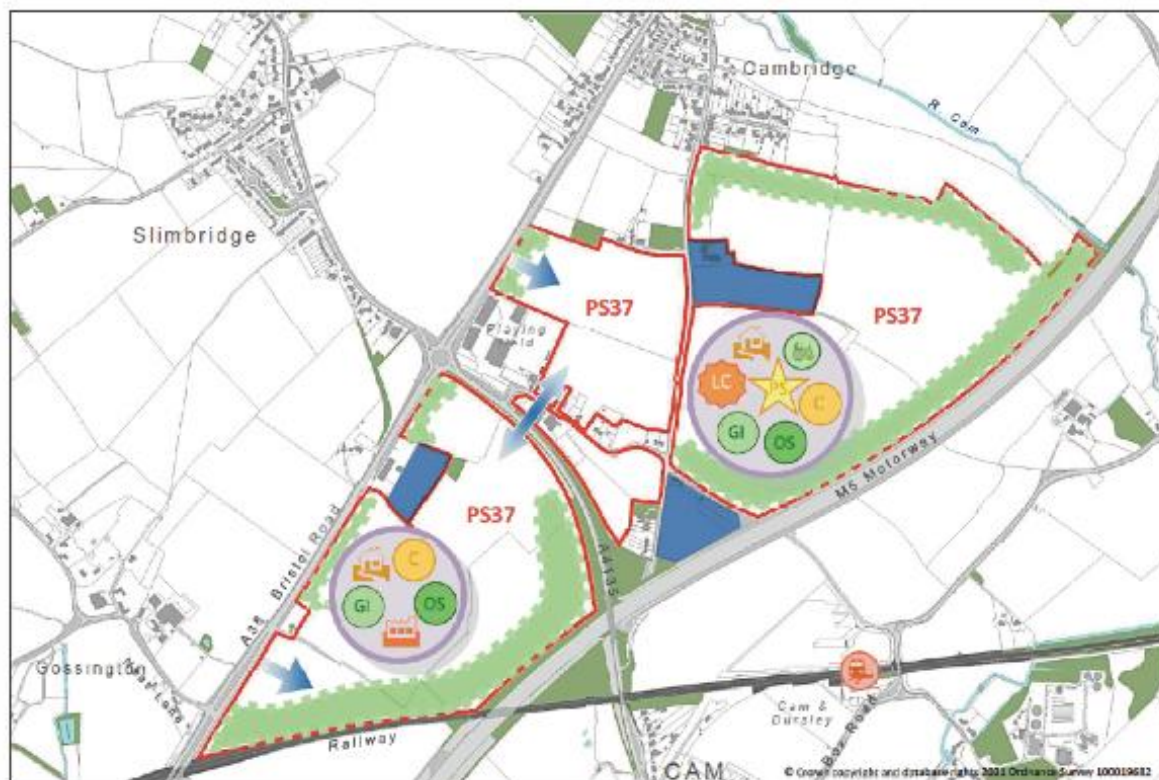 Cambridge
R. Cam
Slimbridge
PS37
PS37
Playing
Field
LC
PS
C
GI
OS
M5 Motorway
PS37
A38 Bristol Road
C
GI
OS
A4135
Gossington
Cam &
Dursley
Box Road
Railway
CAM
© Crown copyright and database rights 2021 Ordnance Survey 100019682